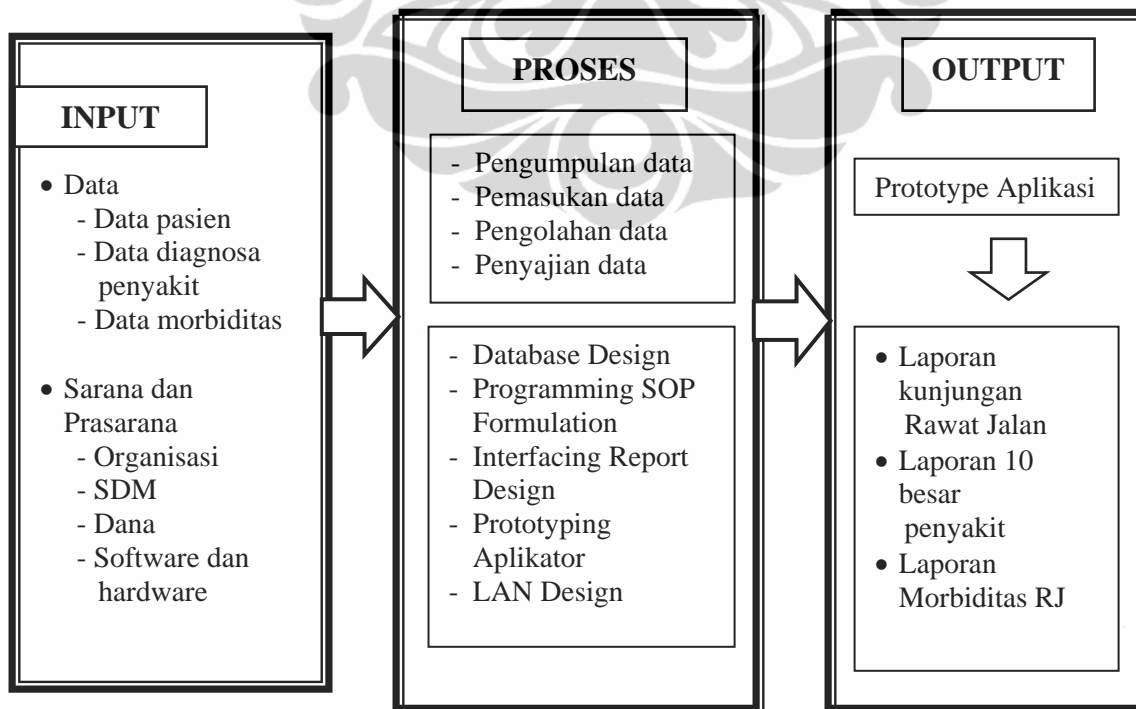 INPUT
• Data
- Data pasien
- Data diagnosa
penyakit
- Data morbiditas
• Sarana dan
Prasarana
- Organisasi
- SDM
- Dana
- Software dan
hardware
PROSES
- Pengumpulan data
- Pemasukan data
- Pengolahan data
- Penyajian data
- Database Design
- Programming SOP
Formulation
- Interfacing Report
Design
- Prototyping
Aplikator
- LAN Design
OUTPUT
Prototype Aplikasi
• Laporan
kunjungan
Rawat Jalan
• Laporan 10
besar
penyakit
• Laporan
Morbiditas RJ